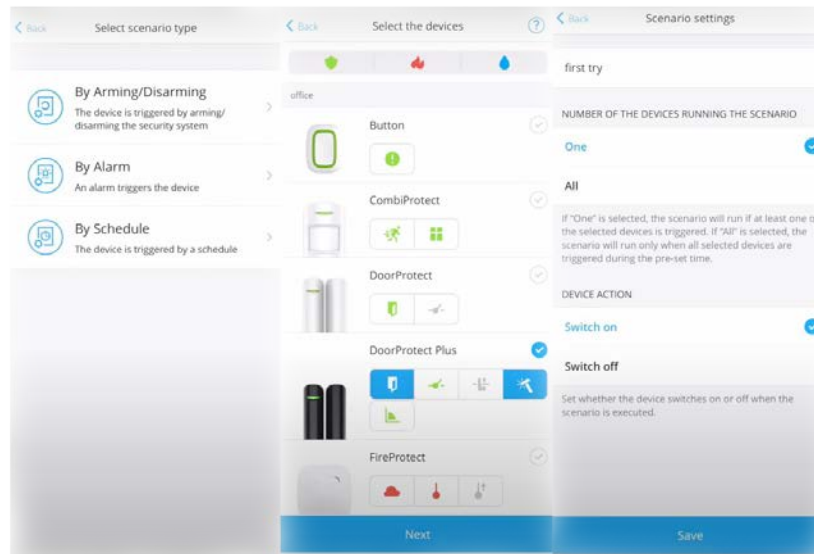 Back
Select scenario type
By Arming/Disarming
The device is triggered by arming/
disarming the security system
By Alarm
An alarm triggers the device
By Schedule
The device is triggered by a schedule
Back
Select the devices
?
office
Button
CombiProtect
DoorProtect
DoorProtect Plus
FireProtect
Next
Back
Scenario settings
first try
NUMBER OF THE DEVICES RUNNING THE SCENARIO
One
All
If "One" is selected, the scenario will run if at least one o
the selected devices is triggered. If "All" is selected, the
scenario will run only when all selected devices are
triggered during the pre-set time.
DEVICE ACTION
Switch on
Switch off
Set whether the device switches on or off when the
scenario is executed.
Save